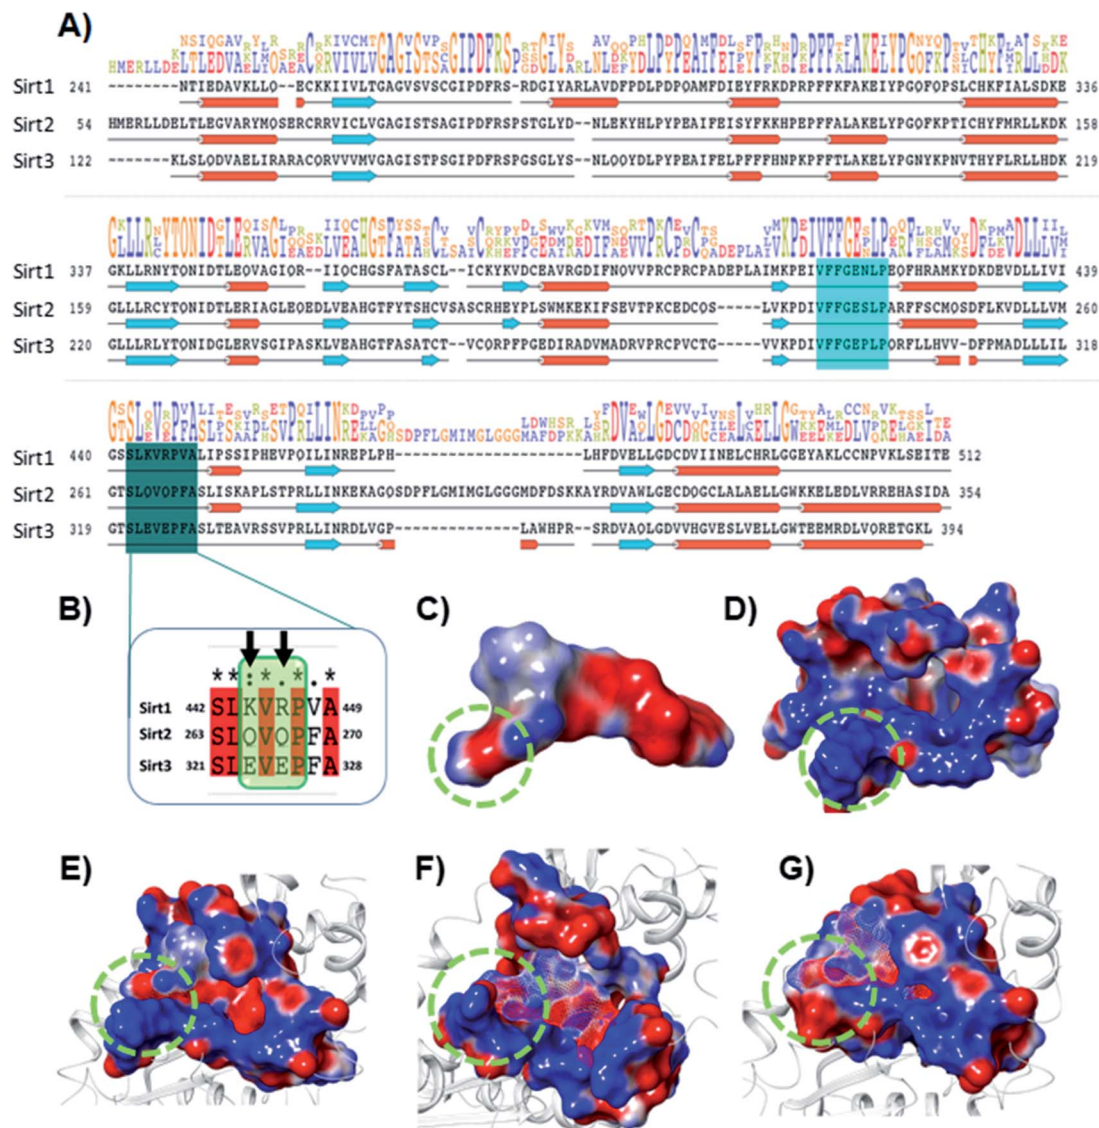 A)
Sirt1 241 -------NTIEDAVKLLQ--ECKKIIVLTGAGVSVSCGIPDFRS-RDGIYARLAVDFPDLPDPQAMFDIEYFRKDPRPFFKFAKEIYPGQFQPSLCHKFIALSDKE 336
Sirt2 54 HMERLLDELTLEGVARYMQSERCRRVICLVGAGISTSAGIPDFRSPSTGLYD--NLEKYHLPYPEAIFEISYFKKHPEPFFALAKELYPGQFKPTICHYFMRLLKDK 158
Sirt3 122 ------KLSLQDVAELIRARACQRVVVMVGAGISTPSGIPDFRSPGSGLYS--NLQQYDLPYPEAIFELPFFFHNPKPFFTLAKELYPGNYKPNVTHYFLRLLHDK 219
Sirt1 337 GKLLRNYTQNIDTLEQVAGIQR--IIQCHGSFATASCL--ICKYKVDCEAVRGDIFNQVVPRCPRCPADEPLAIMKPEIVFFGENLPEQFHRAMKYDKDEVDLLIVI 439
Sirt2 159 GLLLRCYTQNIDTLERIAGLEQEDLVEAHGTFYTSHCVSASCRHEYPLSWMKEKIFSEVTPKCEDCQS-----LVKPDIVFFGESLPARFFSCMQSDFLKVDLLLVM 260
Sirt3 220 GLLLRLYTQNIDGLERVSGIPASKLVEAHGTFASATCT--VCQRPFPGEDIRADVMADRVPRCPVCTG-----VVKPDIVFFGEPLPQRFLLHVV-DFPMADLLLIL 318
Sirt1 440 GSSLKVRPVALIPSSIPHEVPQILINREPLPH---------------------LHFDVELLGDCDVIINELCHRLGGEYAKLCCNPVKLSEITE 512
Sirt2 261 GTSLQVQPFASLISKAPLSTPRLLINKEKAGQSDPFLGMIMGLGGGMDFDSKKAYRDVAWLGECDQGCLALAELLGWKKELEDLVRREHASIDA 354
Sirt3 319 GTSLEVEPFASLTEAVRSSVPRLLINRDLVGP--------------LAWHPR--SRDVAQLGDVVHGVESLVELLGWTEEMRDLVQRETGKL 394
B)
**:*.*.*
Sirt1 442 SLKVRPVA 449
Sirt2 263 SLQVQPFA 270
Sirt3 321 SLEVEPFA 328
C)
D)
E)
F)
G)